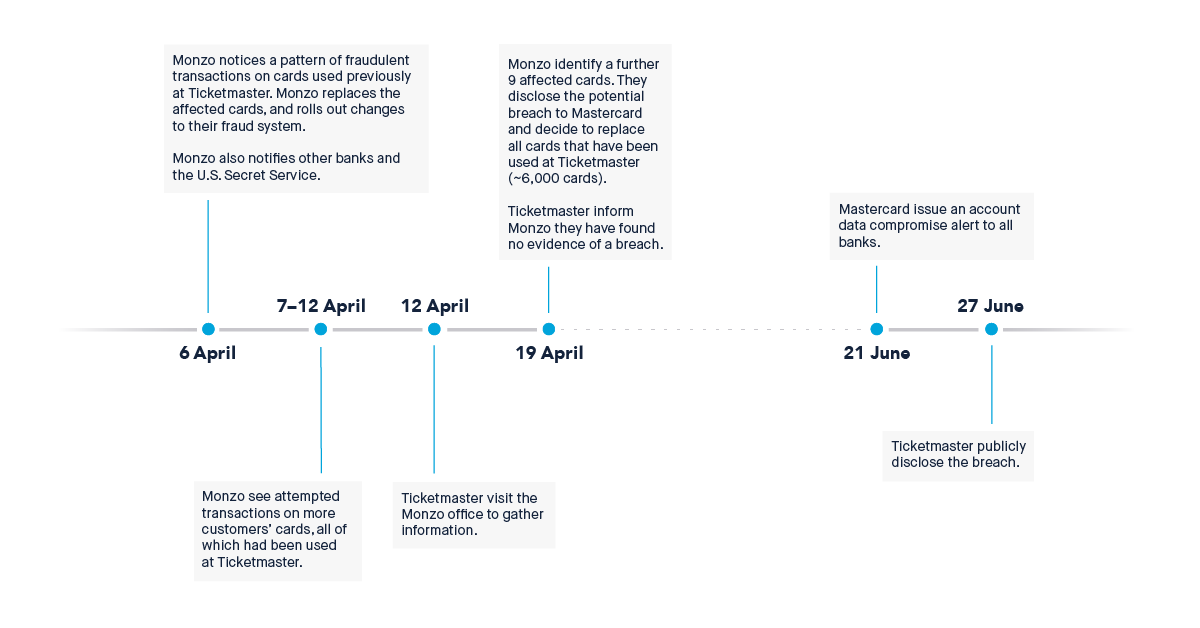 Monzo notices a pattern of fraudulent
transactions on cards used previously
at Ticketmaster. Monzo replaces the
affected cards, and rolls out changes
to their fraud system.
Monzo also notifies other banks and
the U.S. Secret Service.
Monzo identify a further
9 affected cards. They
disclose the potential
breach to Mastercard
and decide to replace
all cards that have been
used at Ticketmaster
(~6,000 cards).
Ticketmaster inform
Monzo they have found
no evidence of a breach.
Mastercard issue an account
data compromise alert to all
banks.
7–12 April
12 April
27 June
6 April
19 April
21 June
Ticketmaster publicly
disclose the breach.
Monzo see attempted
transactions on more
customers' cards, all of
which had been used
at Ticketmaster.
Ticketmaster visit the
Monzo office to gather
information.